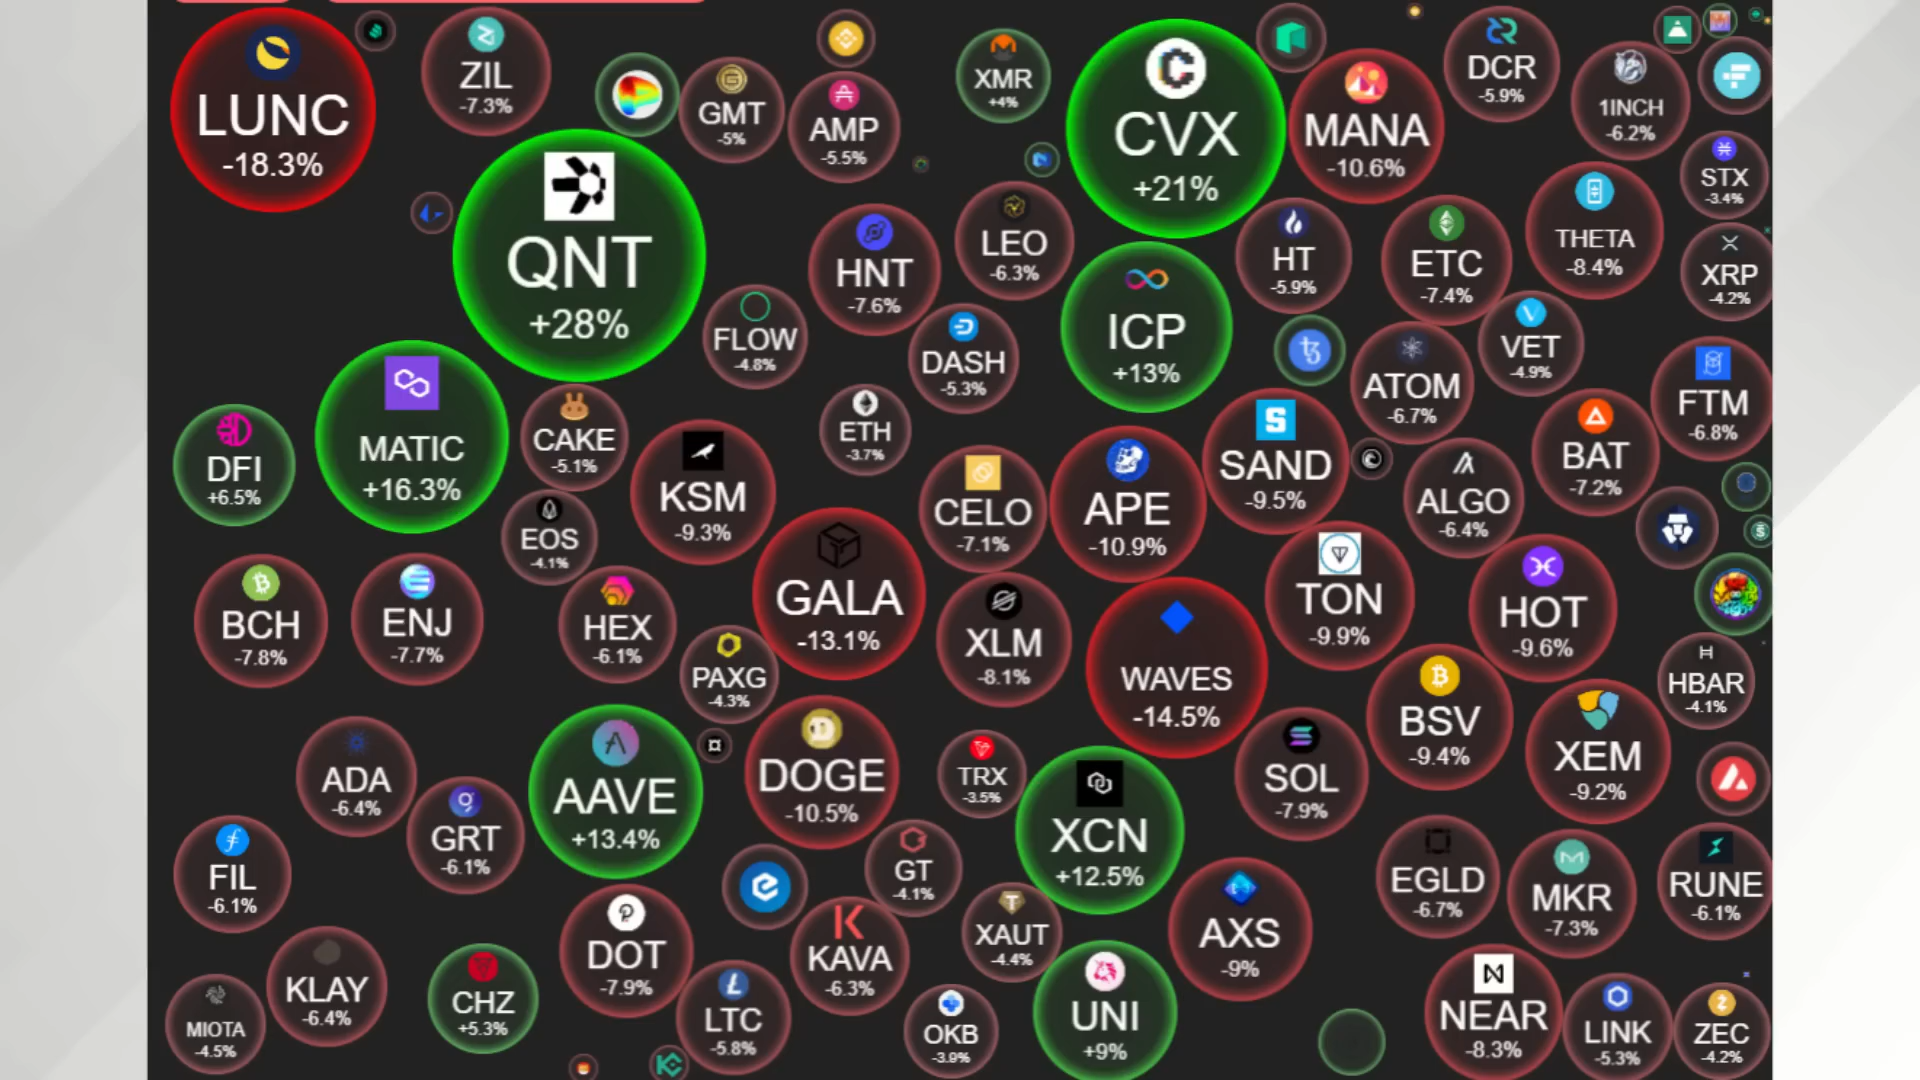 LUNC
-18.3%
ZIL
-7.3%
GMT
-5%
AMP
-5.5%
XMR
+4%
CVX
+21%
MANA
-10.6%
DCR
-5.9%
1INCH
-6.2%
STX
-3.4%
QNT
+28%
HNT
-7.6%
LEO
-6.3%
HT
-5.9%
ETC
-7.4%
THETA
-8.4%
XRP
-4.2%
FLOW
-4.8%
DASH
-5.3%
ICP
+13%
ATOM
-6.7%
VET
-4.9%
FTM
-6.8%
DFI
+6.5%
MATIC
+16.3%
CAKE
-5.1%
ETH
-3.7%
SAND
-9.5%
BAT
-7.2%
KSM
-9.3%
CELO
-7.1%
APE
-10.9%
ALGO
-6.4%
EOS
-4.1%
BCH
-7.8%
ENJ
-7.7%
HEX
-6.1%
GALA
-13.1%
XLM
-8.1%
TON
-9.9%
HOT
-9.6%
PAXG
-4.3%
WAVES
-14.5%
BSV
-9.4%
HBAR
-4.1%
ADA
-6.4%
AAVE
+13.4%
DOGE
-10.5%
TRX
-3.5%
SOL
-7.9%
XEM
-9.2%
GRT
-6.1%
XCN
+12.5%
FIL
-6.1%
GT
-4.1%
EGLD
-6.7%
MKR
-7.3%
RUNE
-6.1%
DOT
-7.9%
KAVA
-6.3%
XAUT
-4.4%
AXS
-9%
KLAY
-6.4%
CHZ
+5.3%
LTC
-5.8%
UNI
+9%
NEAR
-8.3%
MIOTA
-4.5%
OKB
-3.9%
LINK
-5.3%
ZEC
-4.2%